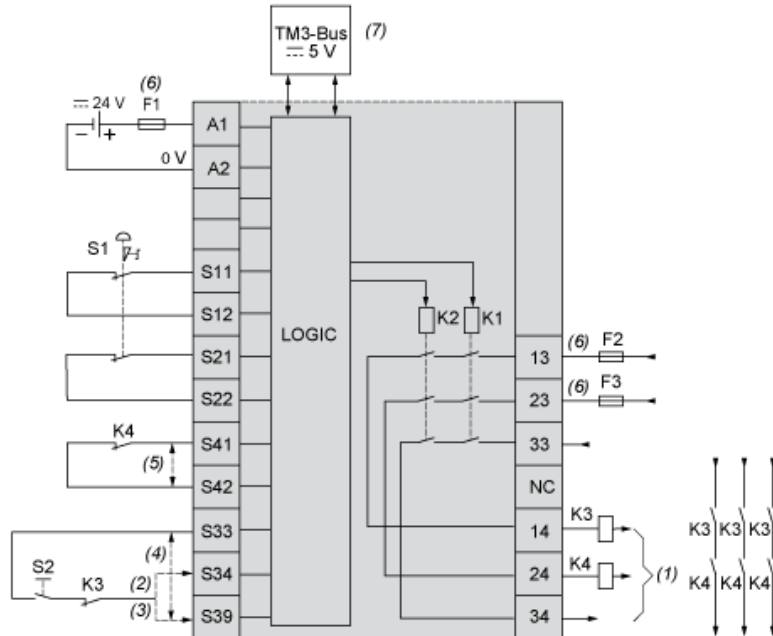 TM3-Bus
5 V
(7)
(6)
24 V
F1
- +
A1
0 V
A2
S1
S11
S12
S21
S22
K4
S41
(5)
S42
S33
(4)
S2
K3
(2)
S34
(3)
S39
LOGIC
K2
K1
13
(6)
F2
23
(6)
F3
33
NC
14
K3
24
K4
34
(1)
K3 K3 K3
K4 K4 K4